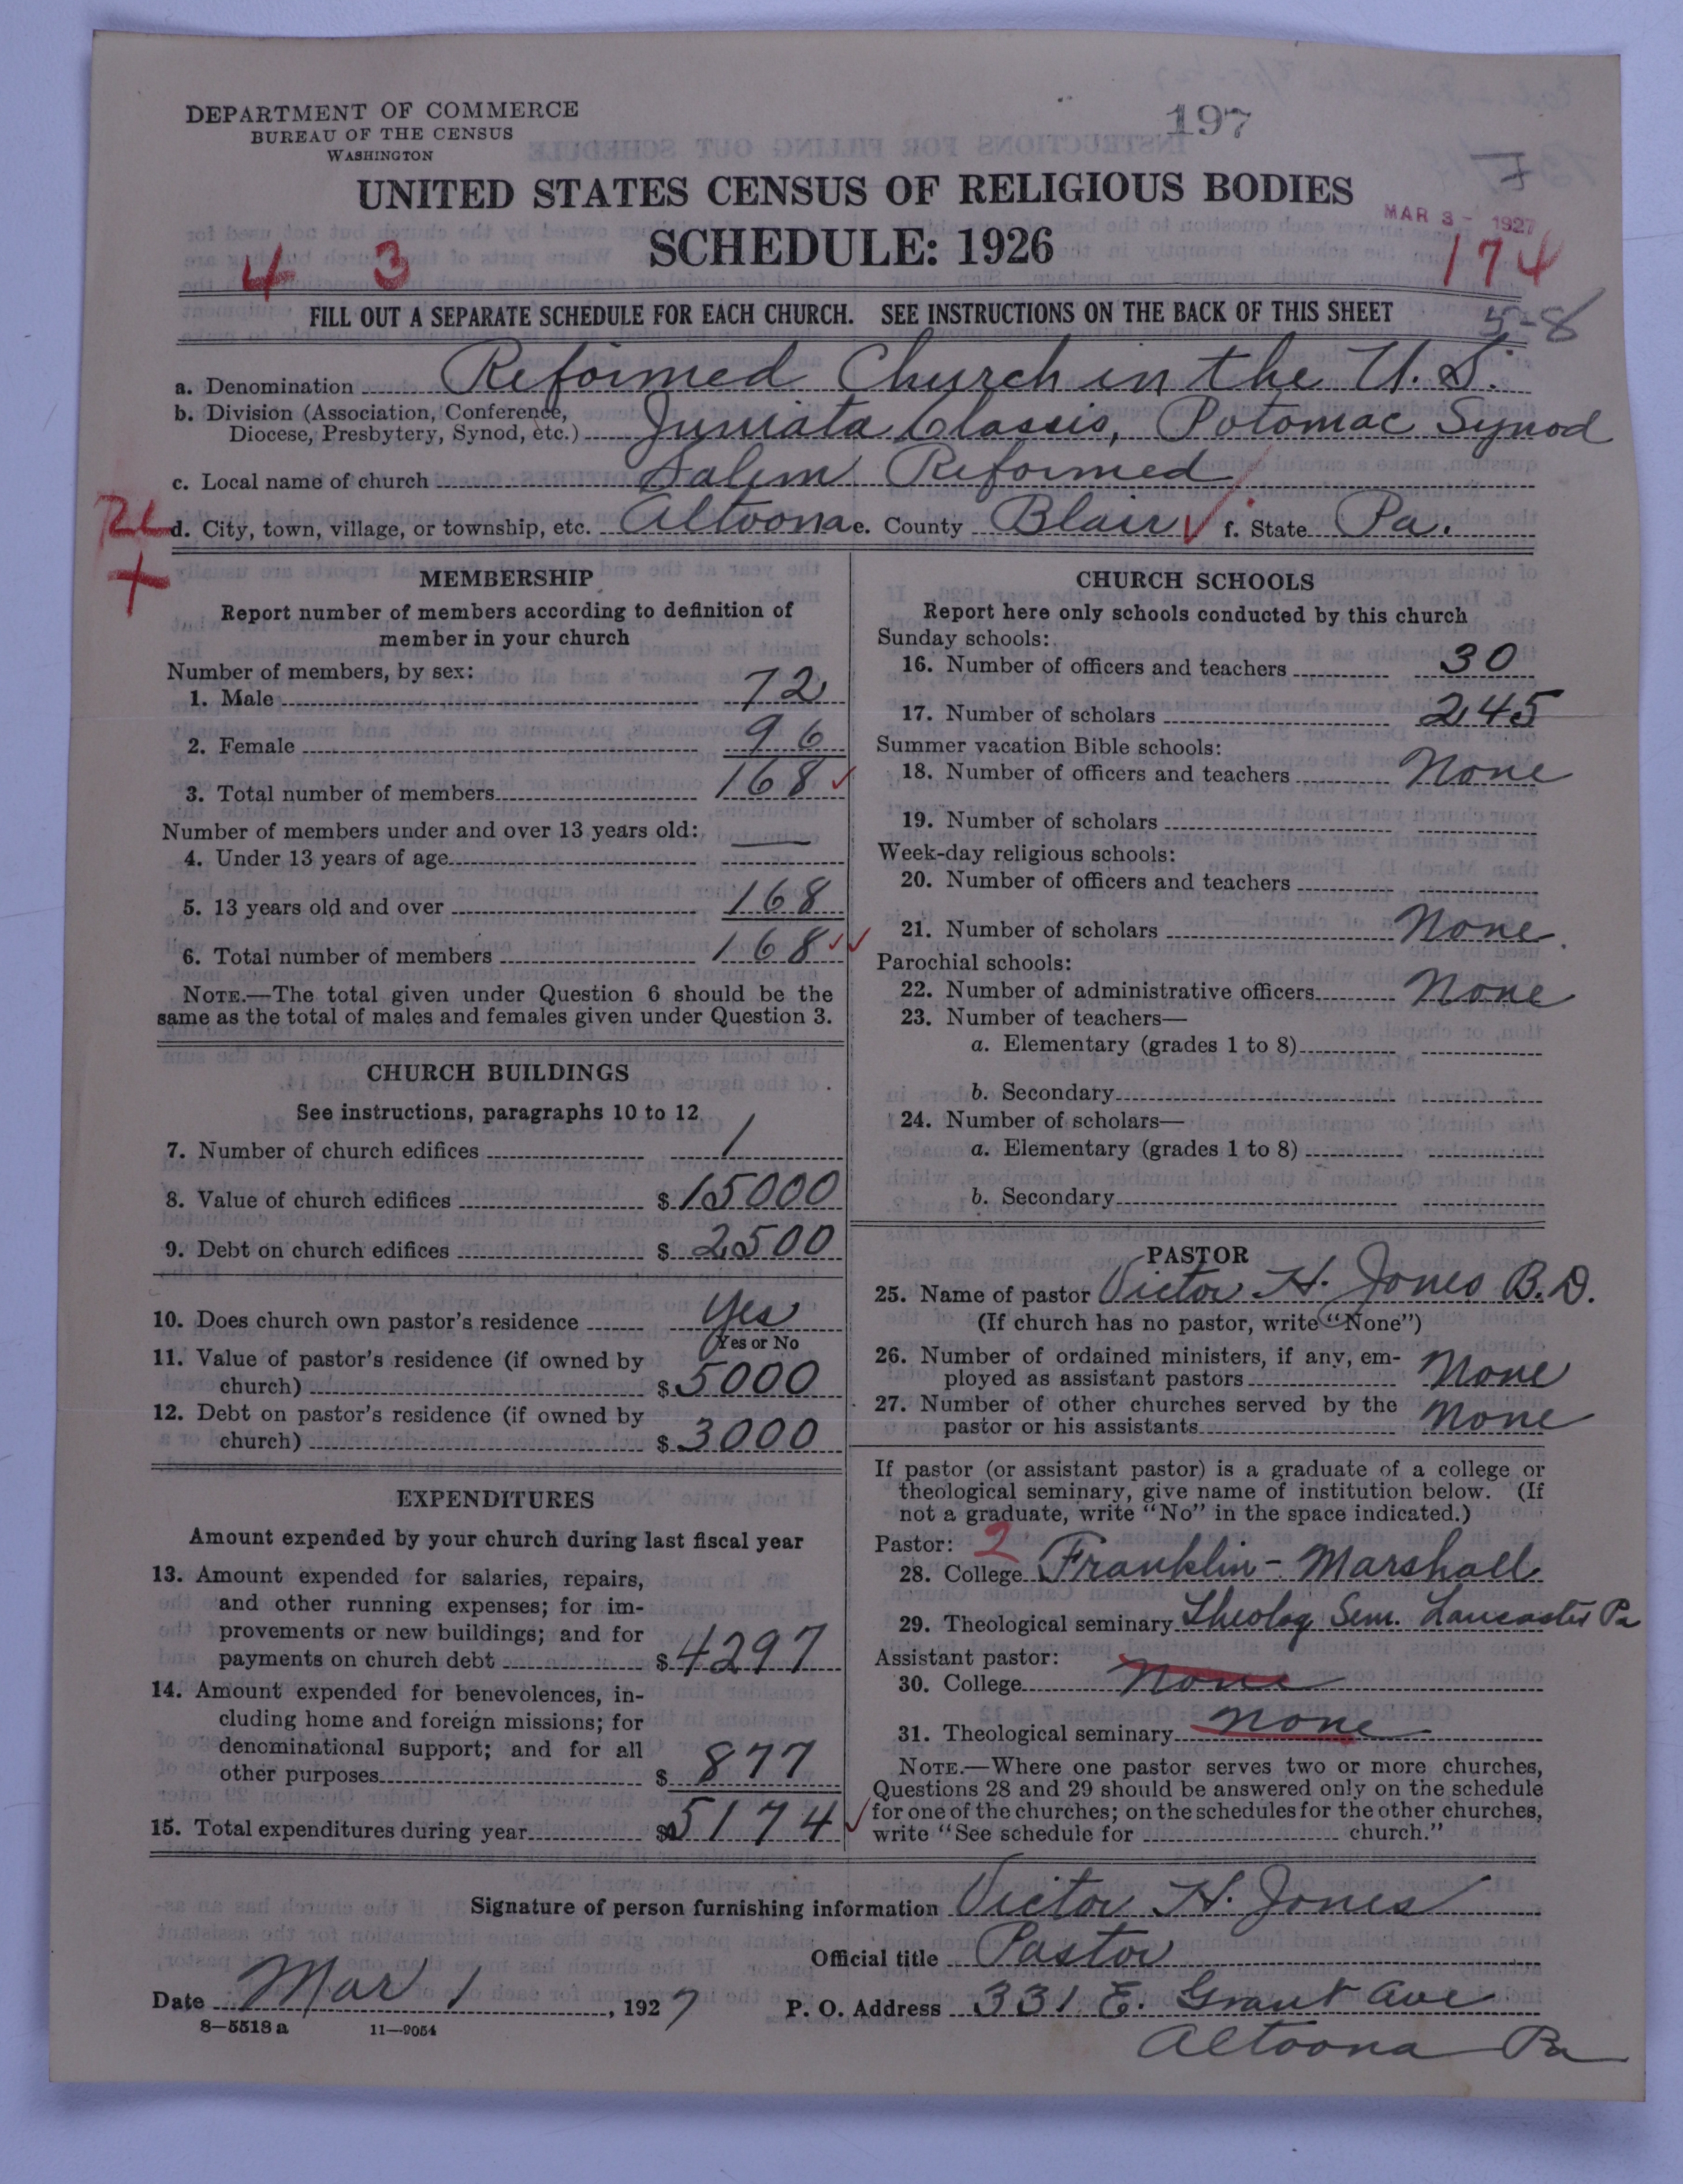 DEPARTMENT OF COMMERCE
BUREAU OF THE CENSUS
WASHINGTON
197
UNITED STATES CENSUS OF RELIGIOUS BODIES
SCHEDULE: 1926
MAR 3 - 1927
4 3
174
FILL OUT A SEPARATE SCHEDULE FOR EACH CHURCH. SEE INSTRUCTIONS ON THE BACK OF THIS SHEET
5-8
a. Denomination Reformed Church in the U.S.
b. Division (Association, Conference,
Diocese, Presbytery, Synod, etc.) Juniata Classis, Potomac Synod
c. Local name of church Salem Reformed
d. City, town, village, or township, etc. Altoona e. County Blair f. State Pa.
MEMBERSHIP
Report number of members according to definition of
member in your church
Number of members, by sex:
1. Male 72
2. Female 96
3. Total number of members 168
Number of members under and over 13 years old:
4. Under 13 years of age —
5. 13 years old and over 168
6. Total number of members 168
NOTE.—The total given under Question 6 should be the
same as the total of males and females given under Question 3.
CHURCH BUILDINGS
See instructions, paragraphs 10 to 12
7. Number of church edifices 1
8. Value of church edifices $ 15000
9. Debt on church edifices $ 2500
10. Does church own pastor's residence Yes
(Yes or No
11. Value of pastor's residence (if owned by
church) $ 5000
12. Debt on pastor's residence (if owned by
church) $ 3000
EXPENDITURES
Amount expended by your church during last fiscal year
13. Amount expended for salaries, repairs,
and other running expenses; for im-
provements or new buildings; and for
payments on church debt $ 4297
14. Amount expended for benevolences, in-
cluding home and foreign missions; for
denominational support; and for all
other purposes $ 877
15. Total expenditures during year $ 5174
CHURCH SCHOOLS
Report here only schools conducted by this church
Sunday schools:
16. Number of officers and teachers 30
17. Number of scholars 245
Summer vacation Bible schools:
18. Number of officers and teachers None
19. Number of scholars
Week-day religious schools:
20. Number of officers and teachers
21. Number of scholars None
Parochial schools:
22. Number of administrative officers None
23. Number of teachers—
a. Elementary (grades 1 to 8)
b. Secondary
24. Number of scholars—
a. Elementary (grades 1 to 8)
b. Secondary
PASTOR
25. Name of pastor Victor H. Jones B.D.
(If church has no pastor, write "None")
26. Number of ordained ministers, if any, em-
ployed as assistant pastors None
27. Number of other churches served by the
pastor or his assistants None
If pastor (or assistant pastor) is a graduate of a college or
theological seminary, give name of institution below. (If
not a graduate, write "No" in the space indicated.)
Pastor: 2
28. College Franklin - Marshall
29. Theological seminary Theolog Sem. Lancaster Pa
Assistant pastor:
30. College None
31. Theological seminary None
NOTE.—Where one pastor serves two or more churches,
Questions 28 and 29 should be answered only on the schedule
for one of the churches; on the schedules for the other churches,
write "See schedule for church."
Signature of person furnishing information Victor H. Jones
Official title Pastor
Date Mar 1, 1927 P. O. Address 331 E. Grant Ave
8—5518a 11—9054
Altoona Pa